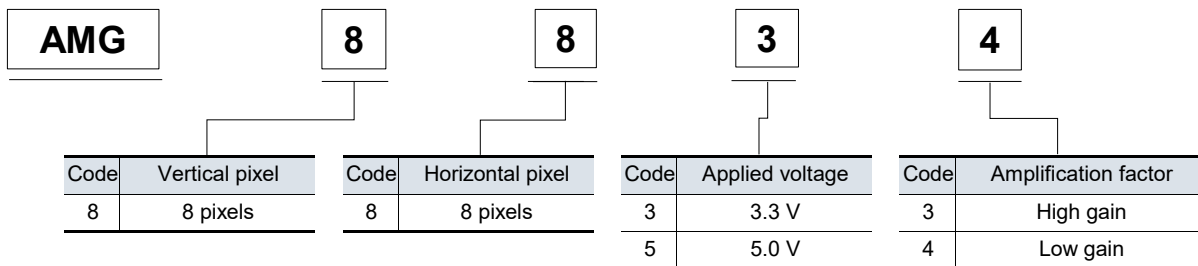 AMG 8 8 3 4
Code Vertical pixel Code Horizontal pixel Code Applied voltage Code Amplification factor
8 8 pixels 8 8 pixels 3 3.3 V 3 High gain
5 5.0 V 4 Low gain